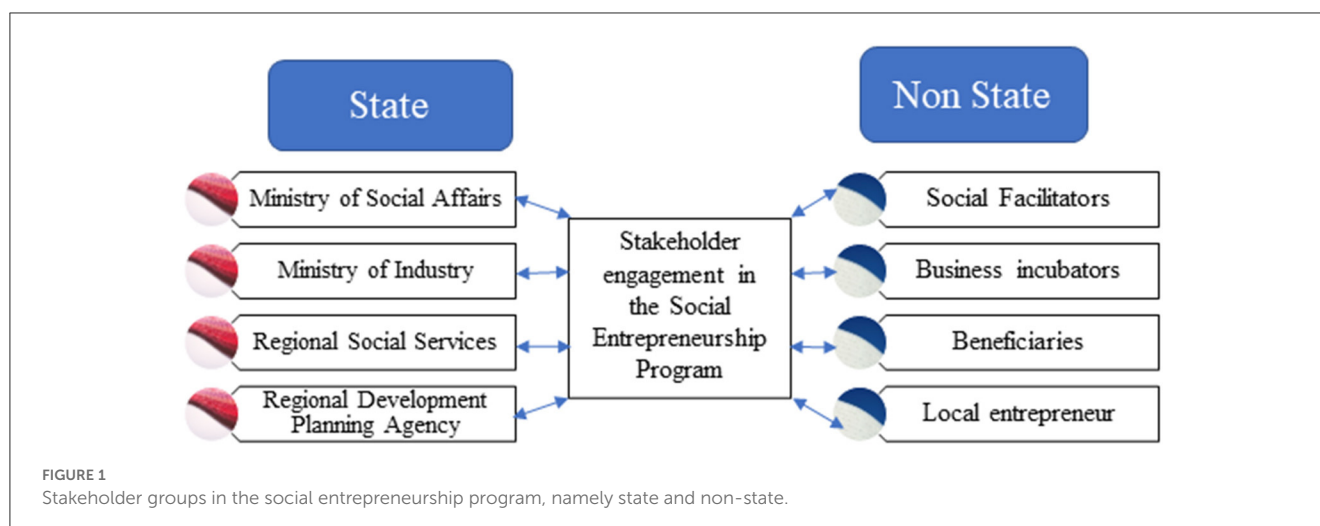 State
Non State
Ministry of Social Affairs
Ministry of Industry
Regional Social Services
Regional Development
Planning Agency
Stakeholder
engagement in
the Social
Entrepreneurship
Program
Social Facilitators
Business incubators
Beneficiaries
Local entrepreneur
FIGURE 1
Stakeholder groups in the social entrepreneurship program, namely state and non-state.